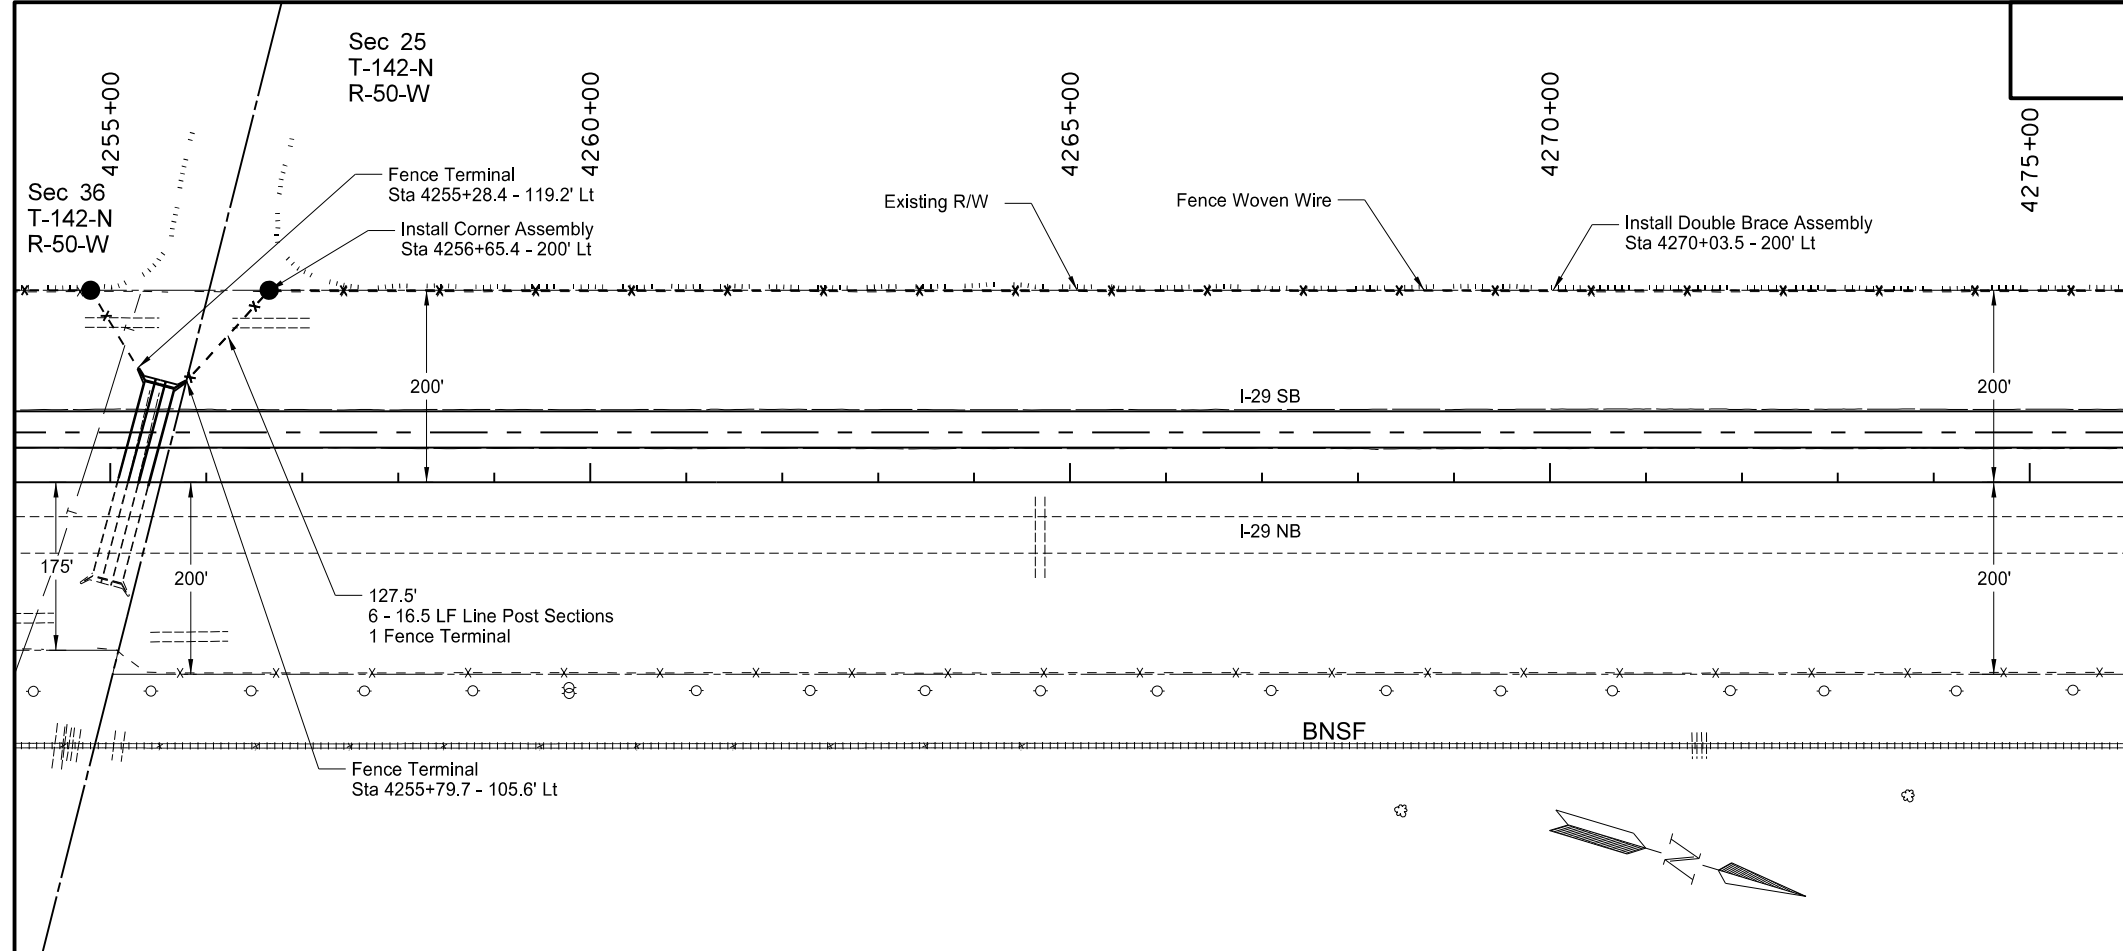 Sec 25
T-142-N
R-50-W
4255+00
4260+00
4265+00
4270+00
4275+00
Sec 36
T-142-N
R-50-W
Fence Terminal
Sta 4255+28.4 - 119.2' Lt
Install Corner Assembly
Sta 4256+65.4 - 200' Lt
Existing R/W
Fence Woven Wire
Install Double Brace Assembly
Sta 4270+03.5 - 200' Lt
200'
I-29 SB
200'
I-29 NB
175'
200'
200'
127.5'
6 - 16.5 LF Line Post Sections
1 Fence Terminal
BNSF
Fence Terminal
Sta 4255+79.7 - 105.6' Lt
N